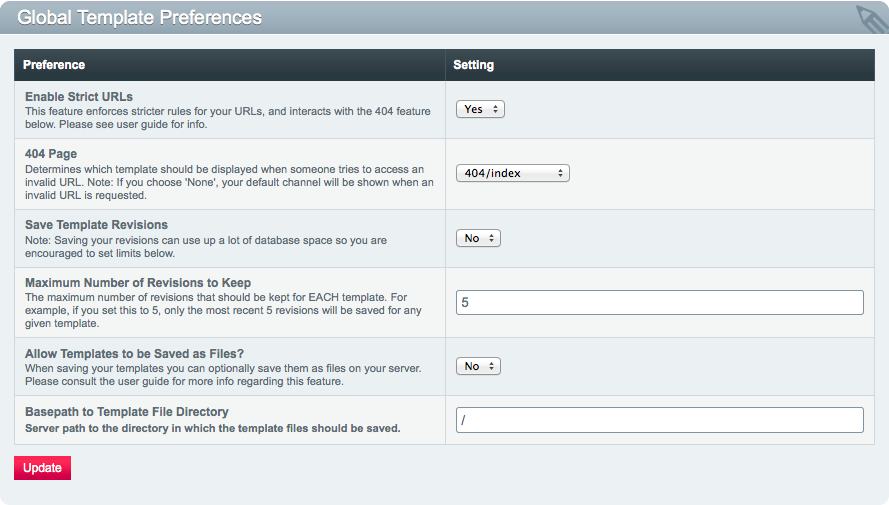 Global Template Preferences
Preference
Setting
Enable Strict URLs
This feature enforces stricter rules for your URLs, and interacts with the 404 feature
below. Please see user guide for info.
Yes
404 Page
Determines which template should be displayed when someone tries to access an
invalid URL. Note: If you choose 'None', your default channel will be shown when an
invalid URL is requested.
404/index
Save Template Revisions
Note: Saving your revisions can use up a lot of database space so you are
encouraged to set limits below.
No
Maximum Number of Revisions to Keep
The maximum number of revisions that should be kept for EACH template. For
example, if you set this to 5, only the most recent 5 revisions will be saved for any
given template.
5
Allow Templates to be Saved as Files?
When saving your templates you can optionally save them as files on your server.
Please consult the user guide for more info regarding this feature.
No
Basepath to Template File Directory
Server path to the directory in which the template files should be saved.
/
Update